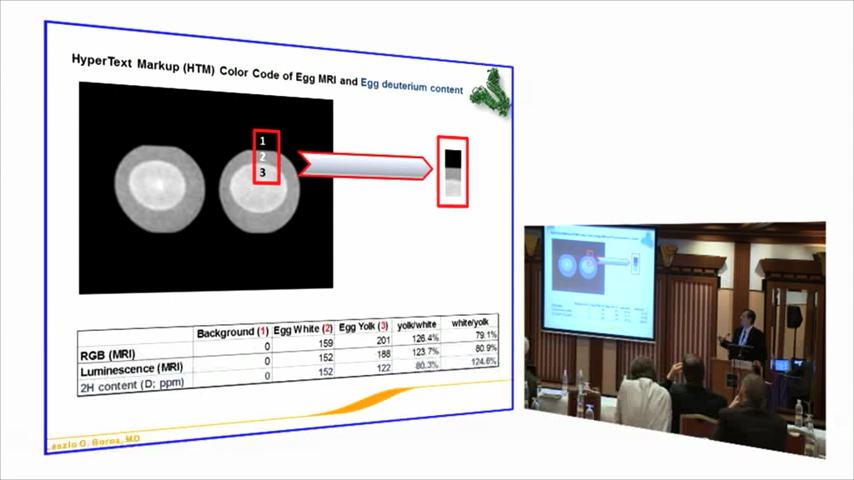 HyperText Markup (HTM) Color Code of Egg MRI and Egg deuterium content
1
2
3
Background (1) Egg White (2) Egg Yolk (3) yolk/white white/yolk
RGB (MRI) 0 159 201 126.4% 79.1%
Luminescence (MRI) 0 152 188 123.7% 80.9%
2H content (D; ppm) 0 152 122 80.3% 124.6%
aszlo G. Boros, M.D